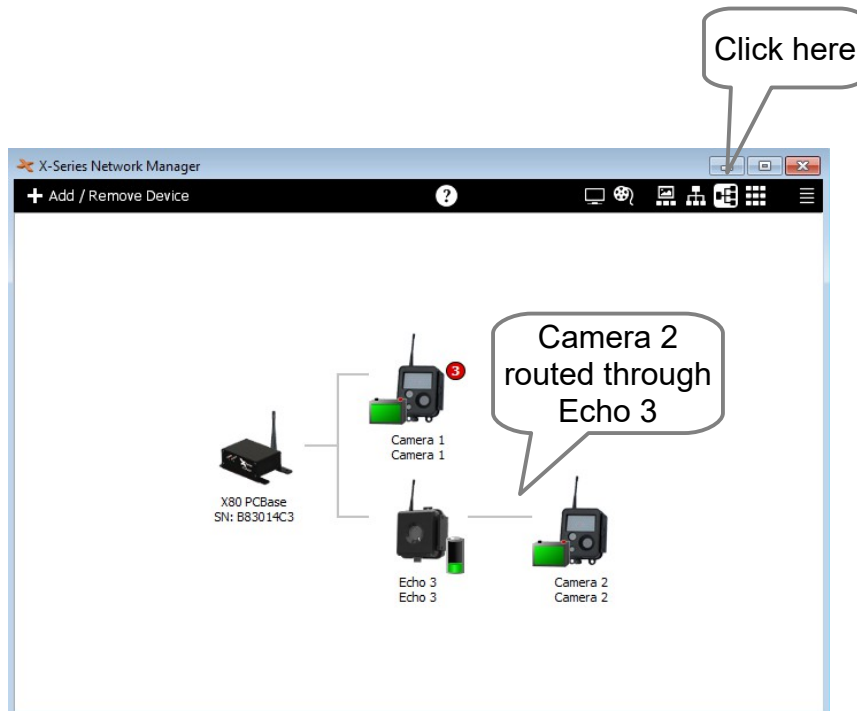 Click here
X-Series Network Manager
+ Add / Remove Device
?
3
Camera 2
routed through
Echo 3
Camera 1
Camera 1
X80 PCBase
SN: B83014C3
Echo 3
Echo 3
Camera 2
Camera 2